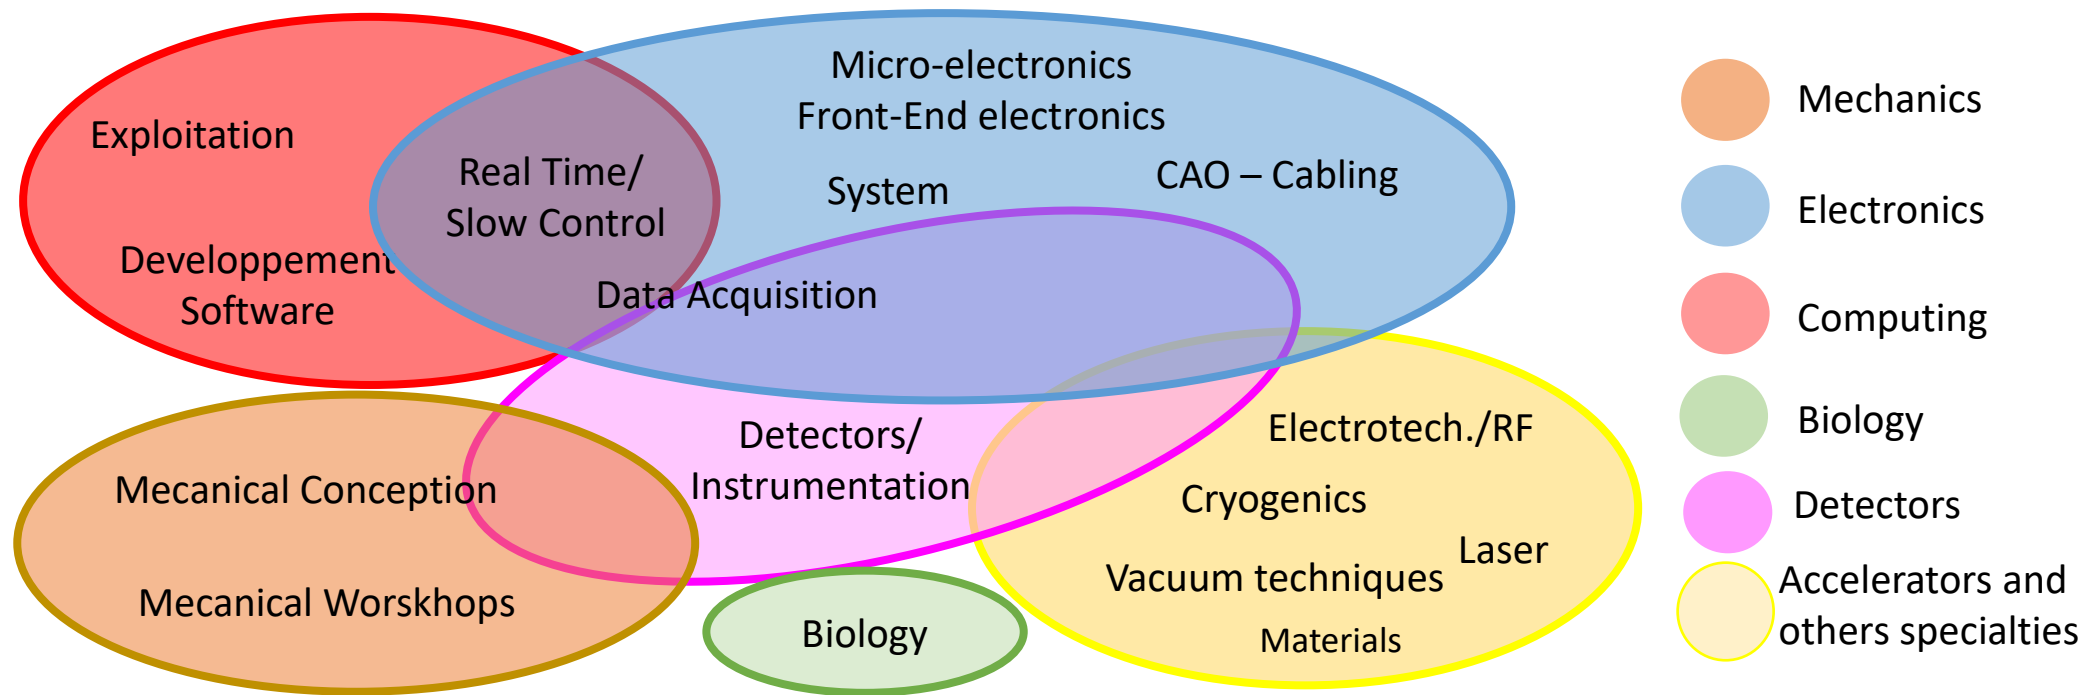 Micro-electronics
Front-End electronics
Exploitation
Real Time/
Slow Control
System
CAO – Cabling
Developpement
Software
Data Acquisition
Detectors/
Instrumentation
Electrotech./RF
Mecanical Conception
Cryogenics
Laser
Vacuum techniques
Mecanical Worskhops
Biology
Materials
Mechanics
Electronics
Computing
Biology
Detectors
Accelerators and
others specialties